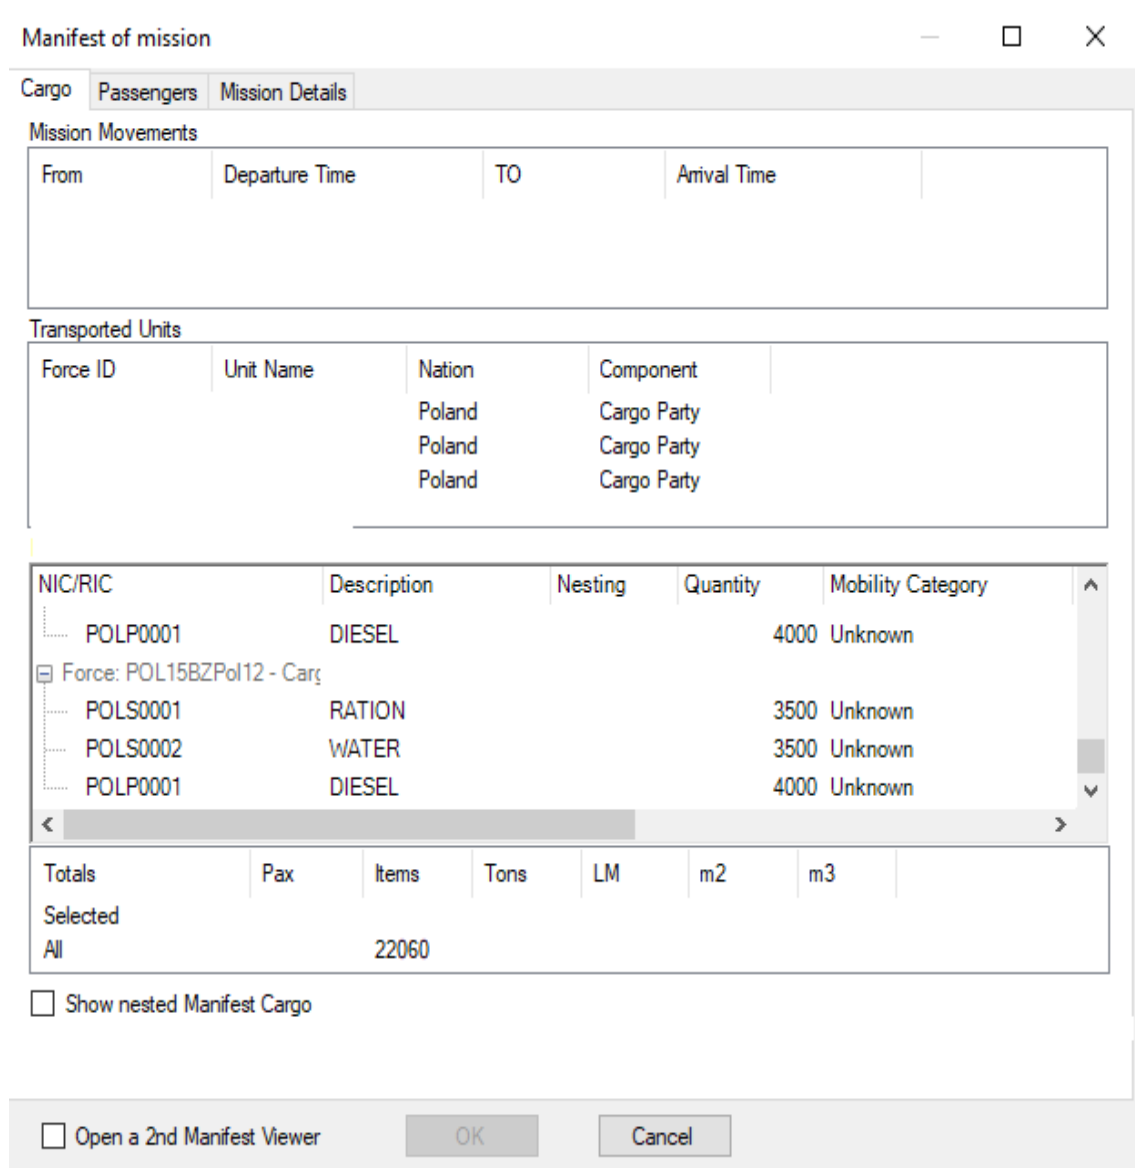 Manifest of mission
Cargo Passengers Mission Details
Mission Movements
From Departure Time TO Arrival Time
Transported Units
Force ID Unit Name Nation Component
Poland Cargo Party
Poland Cargo Party
Poland Cargo Party
NIC/RIC Description Nesting Quantity Mobility Category
POLP0001 DIESEL 4000 Unknown
Force: POL15BZPol12 - Carg
POLS0001 RATION 3500 Unknown
POLS0002 WATER 3500 Unknown
POLP0001 DIESEL 4000 Unknown
Totals Pax Items Tons LM m2 m3
Selected
All 22060
Show nested Manifest Cargo
Open a 2nd Manifest Viewer OK Cancel